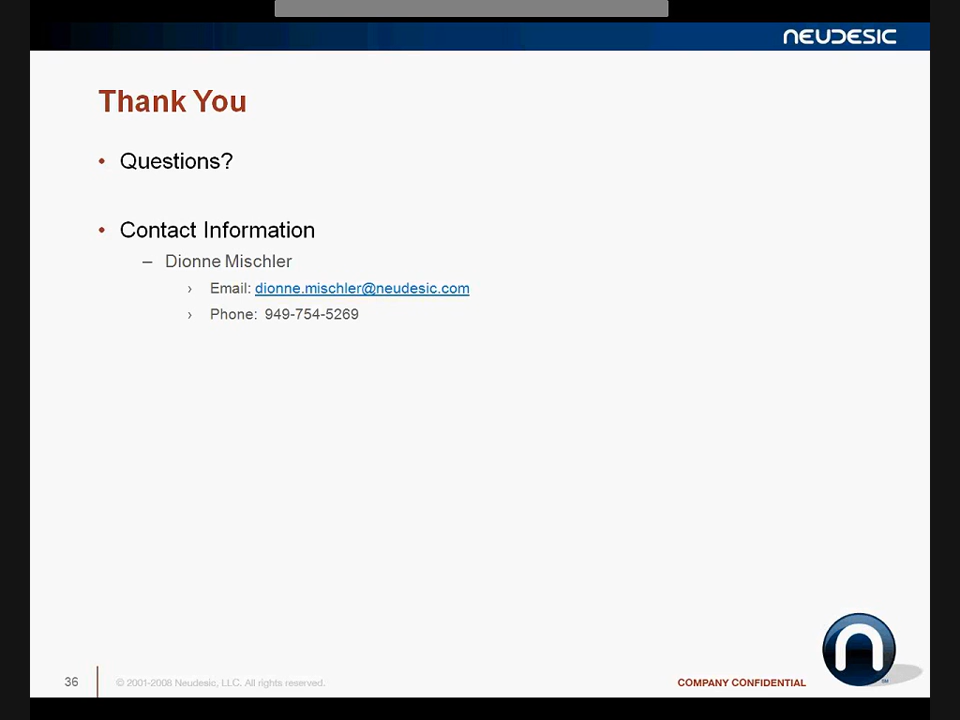 NEUDESIC
Thank You
• Questions?
• Contact Information
– Dionne Mischler
› Email: dionne.mischler@neudesic.com
› Phone: 949-754-5269
36
© 2001-2008 Neudesic, LLC. All rights reserved.
COMPANY CONFIDENTIAL
n
SM